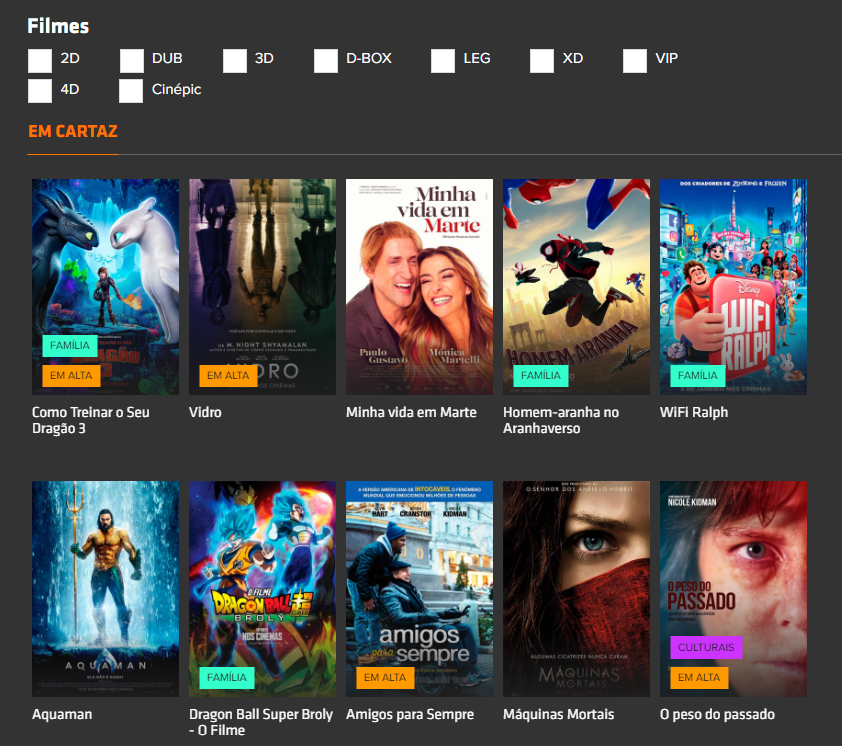 Filmes
2D
DUB
3D
D-BOX
LEG
XD
VIP
4D
Cinépic
EM CARTAZ
FAMÍLIA
EM ALTA
DE M. NIGHT SHYAMALAN
EM ALTA
Minha
vida em
Marte
Paulo
Gustavo
Mônica
Martelli
HOMEM-ARANHA
FAMÍLIA
DOS CRIADORES DE ZOOTOPIA E FROZEN
Disney
WIFI
RALPH
FAMÍLIA
Como Treinar o Seu
Dragão 3
Vidro
Minha vida em Marte
Homem-aranha no
Aranhaverso
WiFi Ralph
AQUAMAN
O FILME
DRAGON BALL
BROLY
NOS CINEMAS
FAMÍLIA
A VERSÃO AMERICANA DE INTOCÁVEIS, O FENÔMENO
MUNDIAL QUE EMOCIONOU MILHÕES DE PESSOAS
HART
CRANSTON
KIDMAN
amigos
para
sempre
EM ALTA
O SENHOR DOS ANÉIS E O HOBBIT
ALGUMAS CICATRIZES NUNCA CURAM
MÁQUINAS
MORTAIS
NICOLE KIDMAN
O PESO DO
PASSADO
CULTURAIS
EM ALTA
Aquaman
Dragon Ball Super Broly
- O Filme
Amigos para Sempre
Máquinas Mortais
O peso do passado